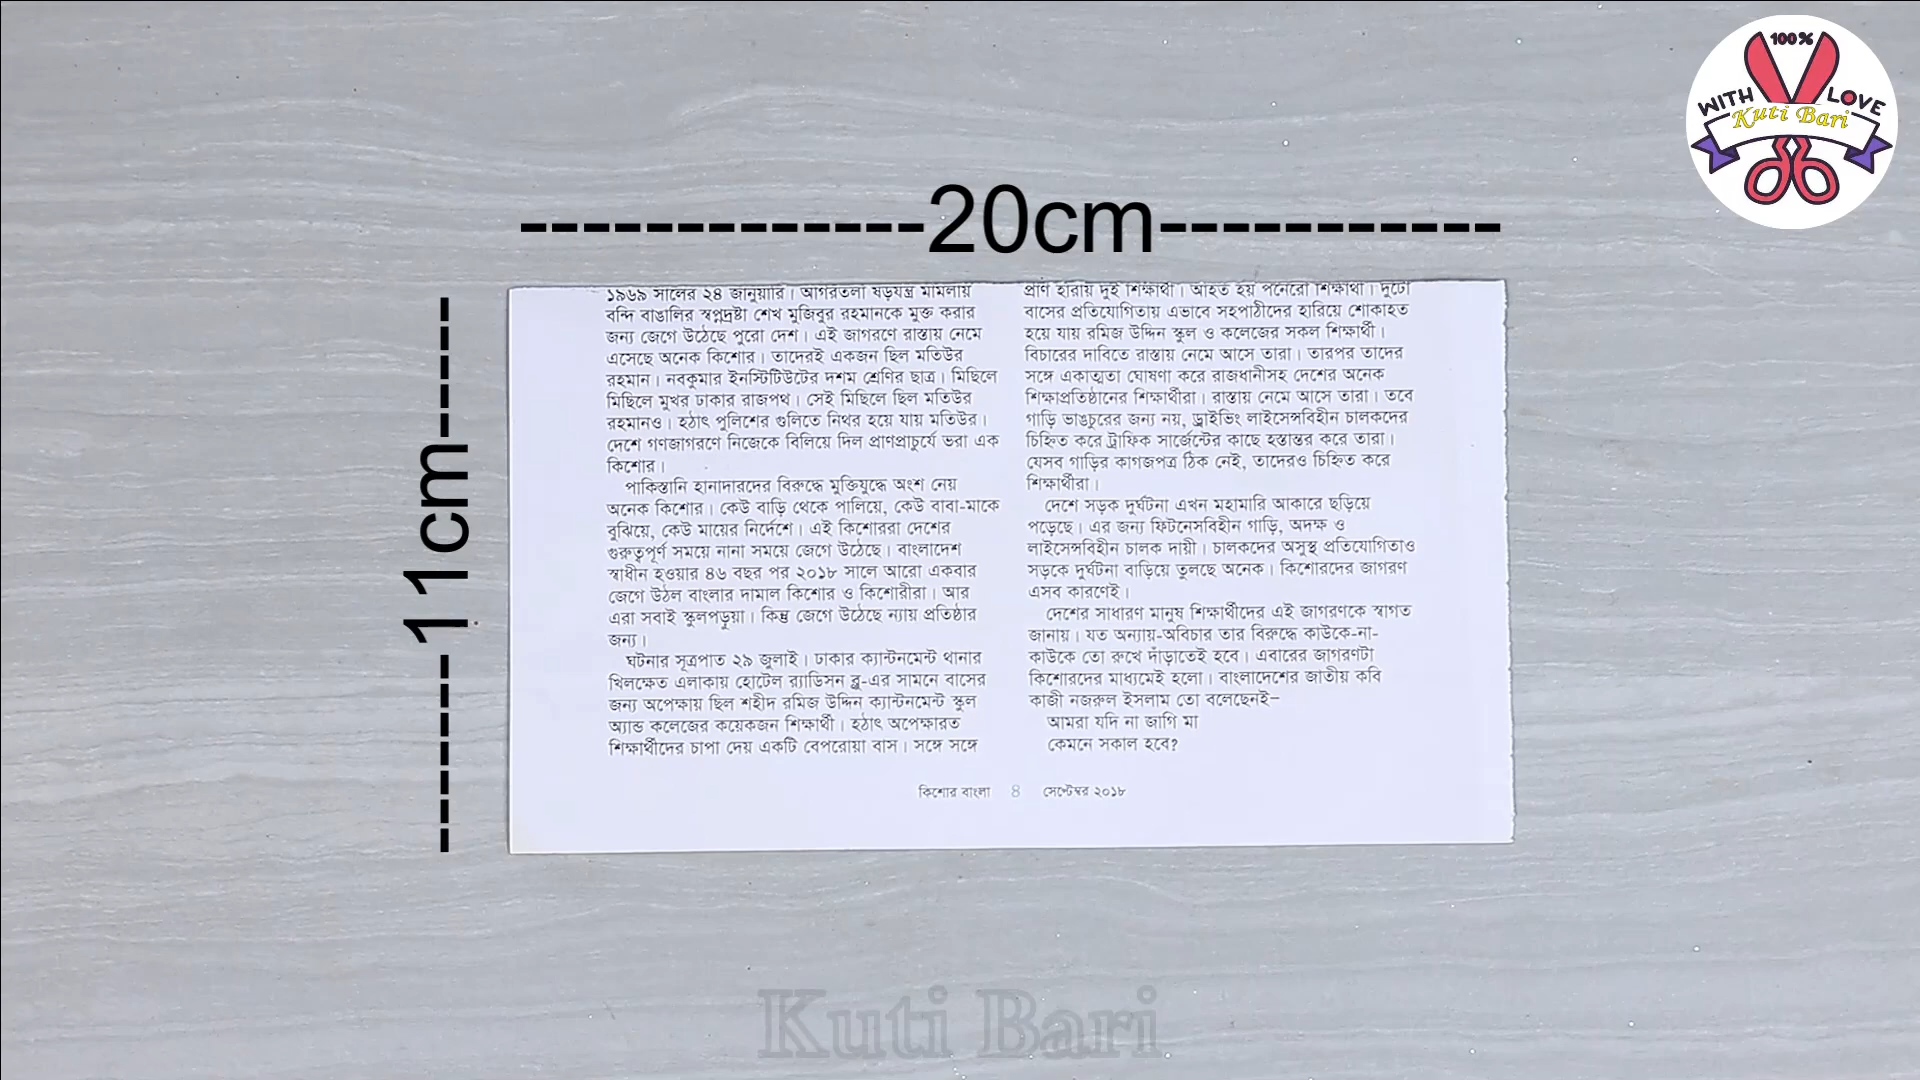 100%
WITH LOVE
Kuti Bari
-------------20cm-----------
-------11cm-----
১৯৬৯ সালের ২৪ জানুয়ারি। আগরতলা ষড়যন্ত্র মামলায়
বন্দি বাঙালির স্বপ্নদ্রষ্টা শেখ মুজিবুর রহমানকে মুক্ত করার
জন্য জেগে উঠেছে পুরো দেশ। এই জাগরণে রাস্তায় নেমে
এসেছে অনেক কিশোর। তাদেরই একজন ছিল মতিউর
রহমান। নবকুমার ইনস্টিটিউটের দশম শ্রেণির ছাত্র। মিছিলে
মিছিলে মুখর ঢাকার রাজপথ। সেই মিছিলে ছিল মতিউর
রহমানও। হঠাৎ পুলিশের গুলিতে নিথর হয়ে যায় মতিউর।
দেশে গণজাগরণে নিজেকে বিলিয়ে দিল প্রাণপ্রাচুর্যে ভরা এক
কিশোর।
পাকিস্তানি হানাদারদের বিরুদ্ধে মুক্তিযুদ্ধে অংশ নেয়
অনেক কিশোর। কেউ বাড়ি থেকে পালিয়ে, কেউ বাবা-মাকে
বুঝিয়ে, কেউ মায়ের নির্দেশে। এই কিশোররা দেশের
গুরুত্বপূর্ণ সময়ে নানা সময়ে জেগে উঠেছে। বাংলাদেশ
স্বাধীন হওয়ার ৪৬ বছর পর ২০১৮ সালে আরো একবার
জেগে উঠল বাংলার দামাল কিশোর ও কিশোরীরা। আর
এরা সবাই স্কুলপড়ুয়া। কিন্তু জেগে উঠেছে ন্যায় প্রতিষ্ঠার
জন্য।
ঘটনার সূত্রপাত ২৯ জুলাই। ঢাকার ক্যান্টনমেন্ট থানার
খিলক্ষেত এলাকায় হোটেল র‌্যাডিসন ব্লু-এর সামনে বাসের
জন্য অপেক্ষায় ছিল শহীদ রমিজ উদ্দিন ক্যান্টনমেন্ট স্কুল
অ্যান্ড কলেজের কয়েকজন শিক্ষার্থী। হঠাৎ অপেক্ষারত
শিক্ষার্থীদের চাপা দেয় একটি বেপরোয়া বাস। সঙ্গে সঙ্গে
প্রাণ হারায় দুই শিক্ষার্থী। আহত হয় পনেরো শিক্ষার্থী। দুটো
বাসের প্রতিযোগিতায় এভাবে সহপাঠীদের হারিয়ে শোকাহত
হয়ে যায় রমিজ উদ্দিন স্কুল ও কলেজের সকল শিক্ষার্থী।
বিচারের দাবিতে রাস্তায় নেমে আসে তারা। তারপর তাদের
সঙ্গে একাত্মতা ঘোষণা করে রাজধানীসহ দেশের অনেক
শিক্ষাপ্রতিষ্ঠানের শিক্ষার্থীরা। রাস্তায় নেমে আসে তারা। তবে
গাড়ি ভাঙচুরের জন্য নয়, ড্রাইভিং লাইসেন্সবিহীন চালকদের
চিহ্নিত করে ট্রাফিক সার্জেন্টের কাছে হস্তান্তর করে তারা।
যেসব গাড়ির কাগজপত্র ঠিক নেই, তাদেরও চিহ্নিত করে
শিক্ষার্থীরা।
দেশে সড়ক দুর্ঘটনা এখন মহামারি আকারে ছড়িয়ে
পড়েছে। এর জন্য ফিটনেসবিহীন গাড়ি, অদক্ষ ও
লাইসেন্সবিহীন চালক দায়ী। চালকদের অসুস্থ প্রতিযোগিতাও
সড়কে দুর্ঘটনা বাড়িয়ে তুলছে অনেক। কিশোরদের জাগরণ
এসব কারণেই।
দেশের সাধারণ মানুষ শিক্ষার্থীদের এই জাগরণকে স্বাগত
জানায়। যত অন্যায়-অবিচার তার বিরুদ্ধে কাউকে-না-
কাউকে তো রুখে দাঁড়াতেই হবে। এবারের জাগরণটা
কিশোরদের মাধ্যমেই হলো। বাংলাদেশের জাতীয় কবি
কাজী নজরুল ইসলাম তো বলেছেনই–
আমরা যদি না জাগি মা
কেমনে সকাল হবে?
কিশোর বাংলা ৪ সেপ্টেম্বর ২০১৮
Kuti Bari